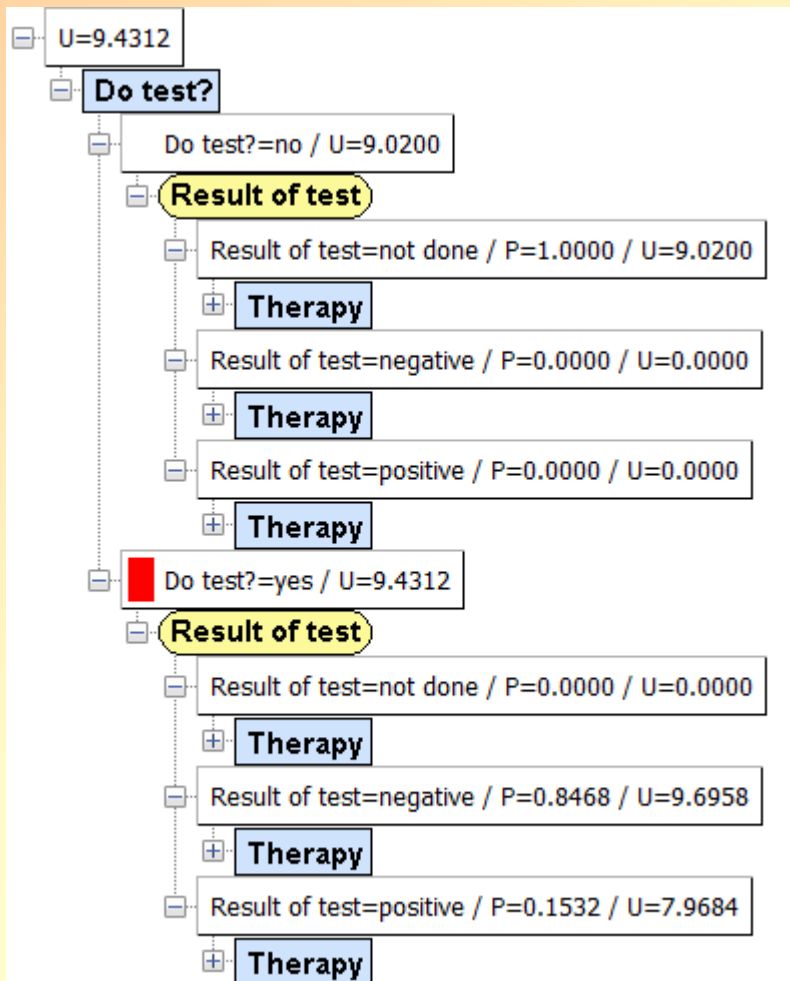 U=9.4312
Do test?
Do test?=no / U=9.0200
Result of test
Result of test=not done / P=1.0000 / U=9.0200
Therapy
Result of test=negative / P=0.0000 / U=0.0000
Therapy
Result of test=positive / P=0.0000 / U=0.0000
Therapy
Do test?=yes / U=9.4312
Result of test
Result of test=not done / P=0.0000 / U=0.0000
Therapy
Result of test=negative / P=0.8468 / U=9.6958
Therapy
Result of test=positive / P=0.1532 / U=7.9684
Therapy